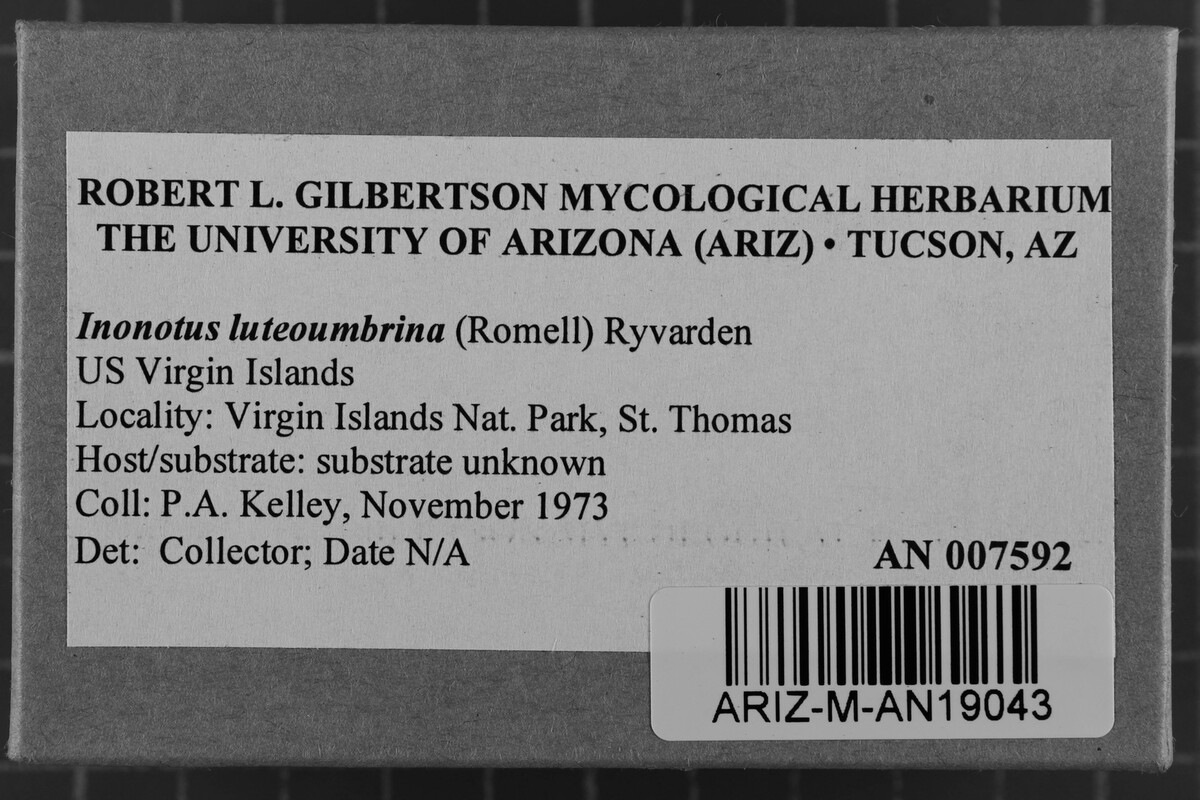 ROBERT L. GILBERTSON MYCOLOGICAL HERBARIUM
THE UNIVERSITY OF ARIZONA (ARIZ) • TUCSON, AZ
Inonotus luteoumbrina (Romell) Ryvarden
US Virgin Islands
Locality: Virgin Islands Nat. Park, St. Thomas
Host/substrate: substrate unknown
Coll: P.A. Kelley, November 1973
Det: Collector; Date N/A
AN 007592
ARIZ-M-AN19043